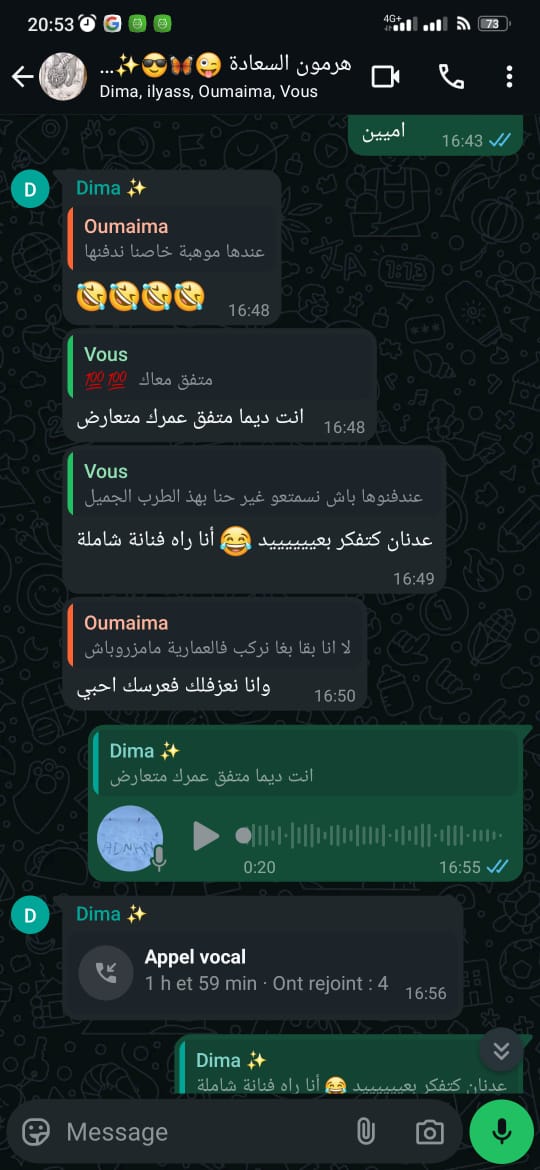 20:53
4G+
73
هرمون السعادة 😜🦋😎✨...
Dima, ilyass, Oumaima, Vous
اميين
16:43
D
Dima ✨
Oumaima
عندها موهبة خاصنا ندفنها
🤣🤣🤣🤣
16:48
Vous
متفق معاك 💯💯
انت ديما متفق عمرك متعارض
16:48
Vous
عندفنوها باش نسمتعو غير حنا بهذ الطرب الجميل
عدنان كتفكر بعيييييد 😂 أنا راه فنانة شاملة
16:49
Oumaima
لا انا بقا بغا نركب فالعمارية مامزروباش
وانا نعزفلك فعرسك احبي
16:50
Dima ✨
انت ديما متفق عمرك متعارض
ADNAN
0:20
16:55
D
Dima ✨
Appel vocal
1 h et 59 min · Ont rejoint : 4
16:56
Dima ✨
عدنان كتفكر بعيييييد 😂 أنا راه فنانة شاملة
Message